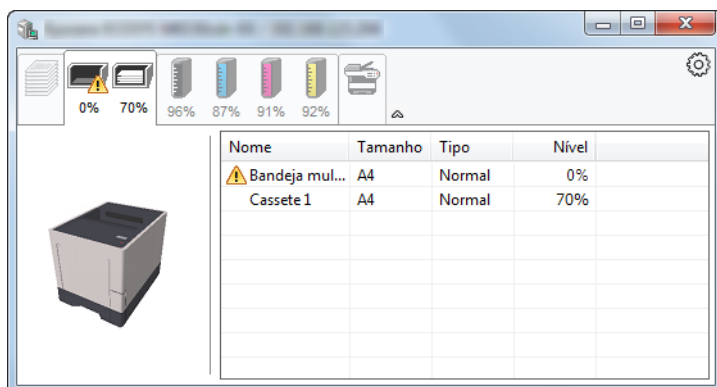 0% 70% 96% 87% 91% 92%
Nome Tamanho Tipo Nível
Bandeja mul... A4 Normal 0%
Cassete 1 A4 Normal 70%